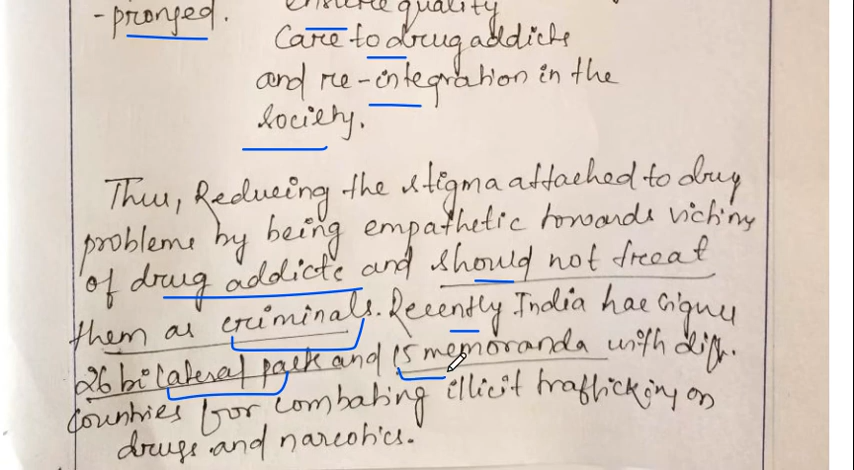 -pronged.
ensure quality
Care to drug addicts
and re-integration in the
society.
Thus, Reducing the stigma attached to drug
problems by being empathetic towards victims
of drug addicts and should not treat
them as criminals. Recently India has signed
26 bilateral pacts and 15 memoranda with diff.
countries for combating illicit trafficking on
drugs and narcotics.